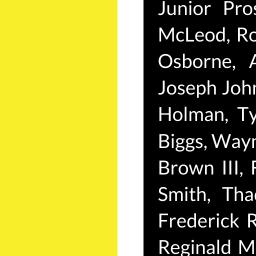 Junior Pros
McLeod, Ro
Osborne, A
Joseph John
Holman, Ty
Biggs, Wayn
Brown III, F
Smith, Thad
Frederick R
Reginald M